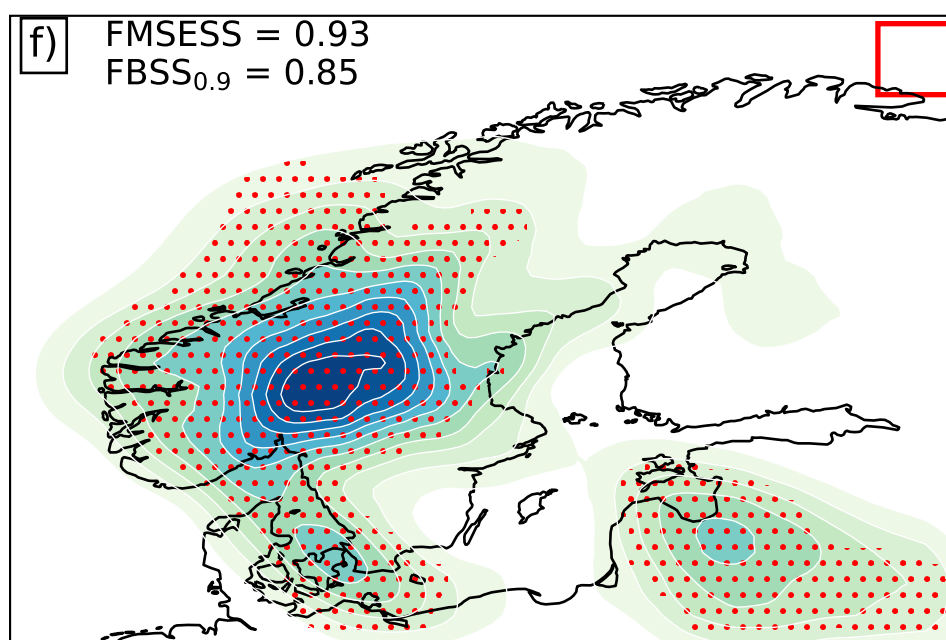 f)
FMSESS = 0.93
FBSS0.9 = 0.85